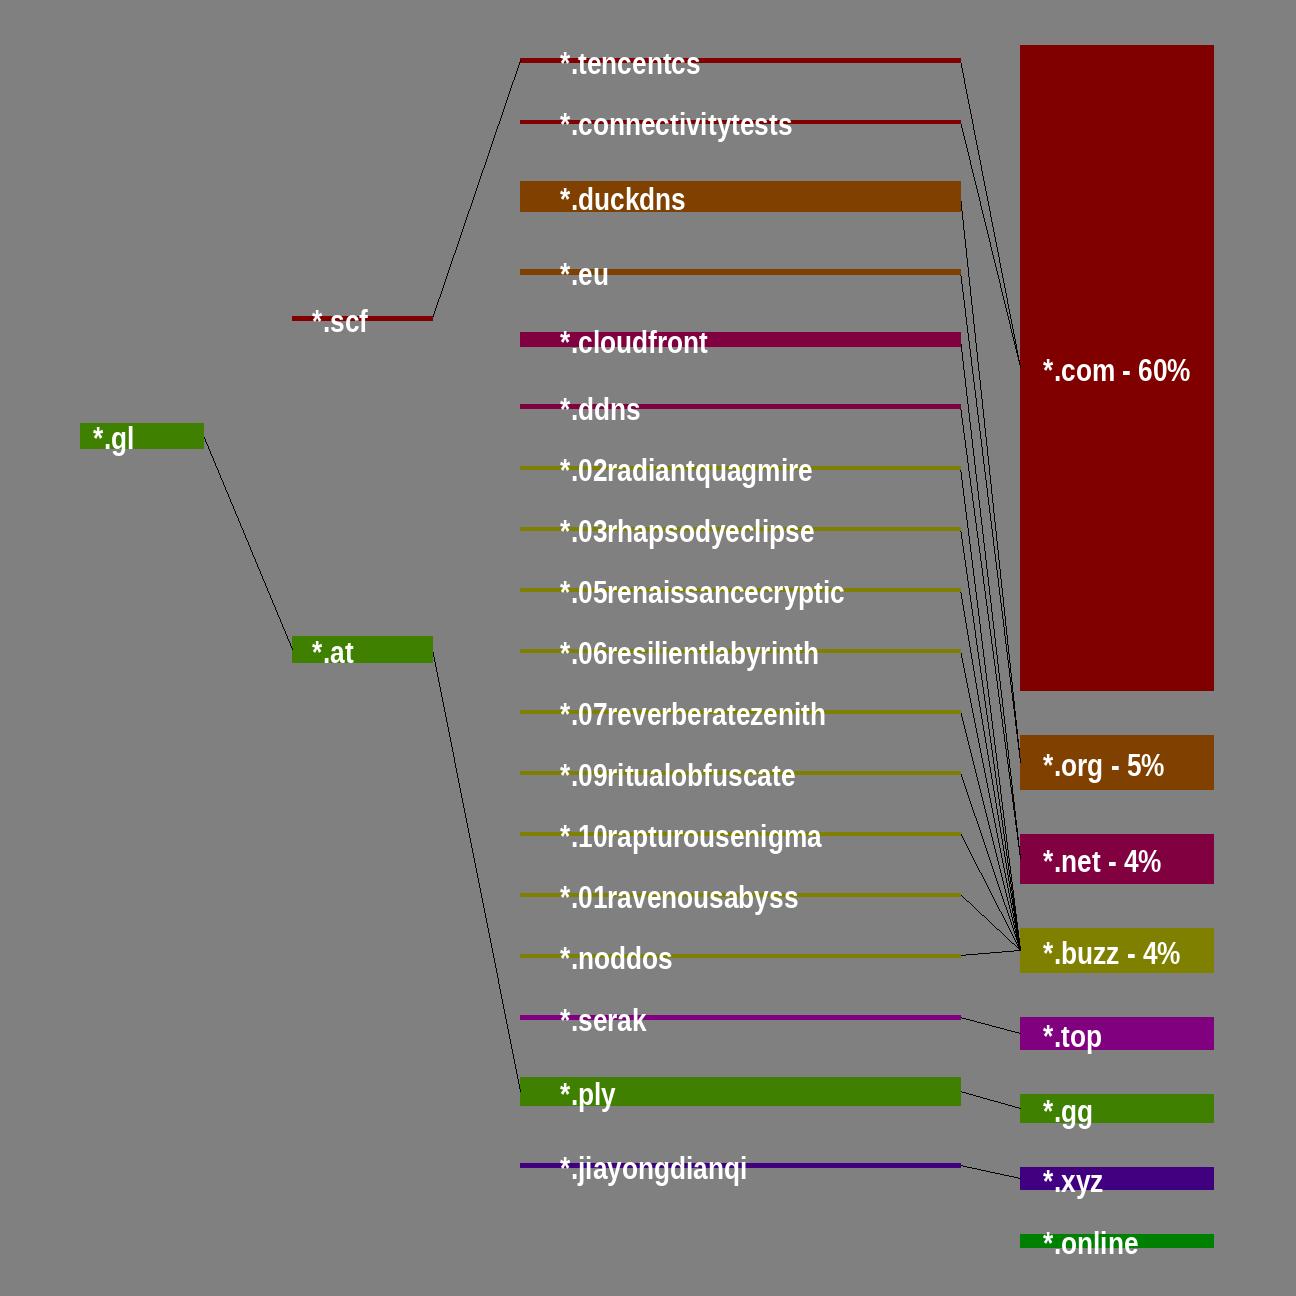 *.tencentcs
*.connectivitytests
*.duckdns
*.eu
*.scf
*.cloudfront
*.com - 60%
*.ddns
*.gl
*.02radiantquagmire
*.03rhapsodyeclipse
*.05renaissancecryptic
*.at
*.06resilientlabyrinth
*.07reverberatezenith
*.09ritualobfuscate
*.org - 5%
*.10rapturousenigma
*.net - 4%
*.01ravenousabyss
*.noddos
*.buzz - 4%
*.serak
*.top
*.ply
*.gg
*.jiayongdianqi
*.xyz
*.online